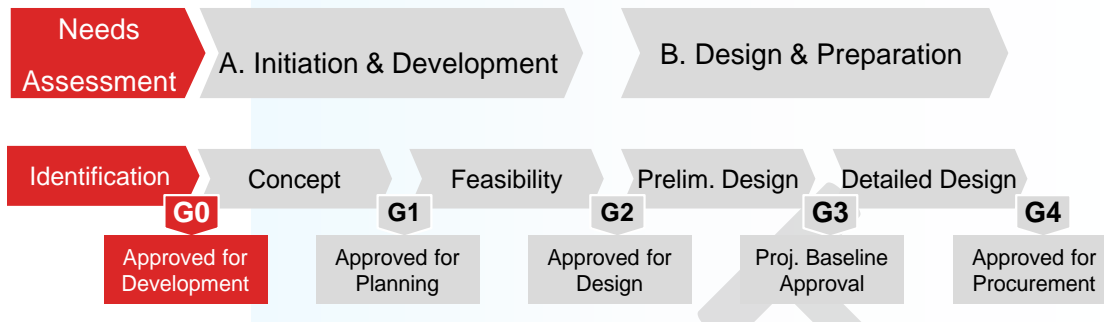 Needs
Assessment
A. Initiation & Development
B. Design & Preparation
Identification
Concept
Feasibility
Prelim. Design
Detailed Design
G0
G1
G2
G3
G4
Approved for
Development
Approved for
Planning
Approved for
Design
Proj. Baseline
Approval
Approved for
Procurement